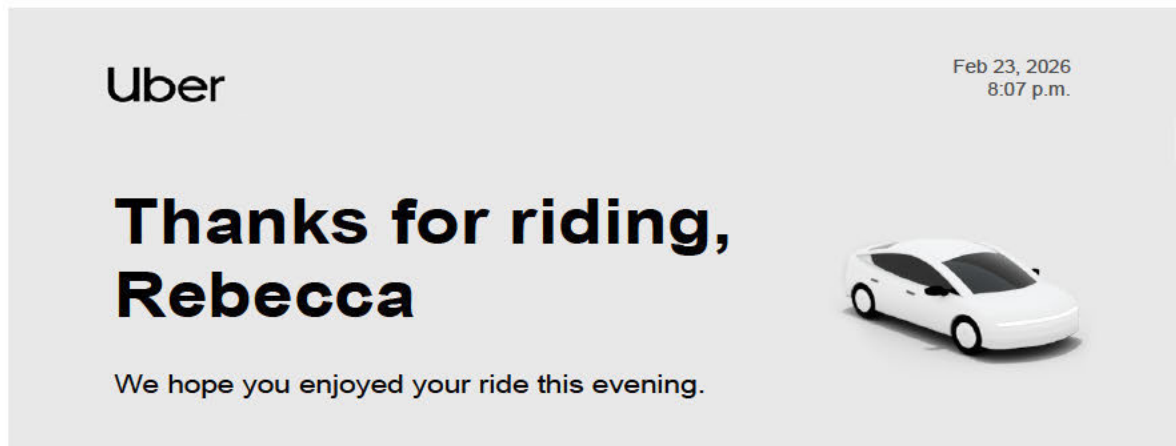 Uber
Feb 23, 2026
8:07 p.m.
Thanks for riding,
Rebecca
We hope you enjoyed your ride this evening.